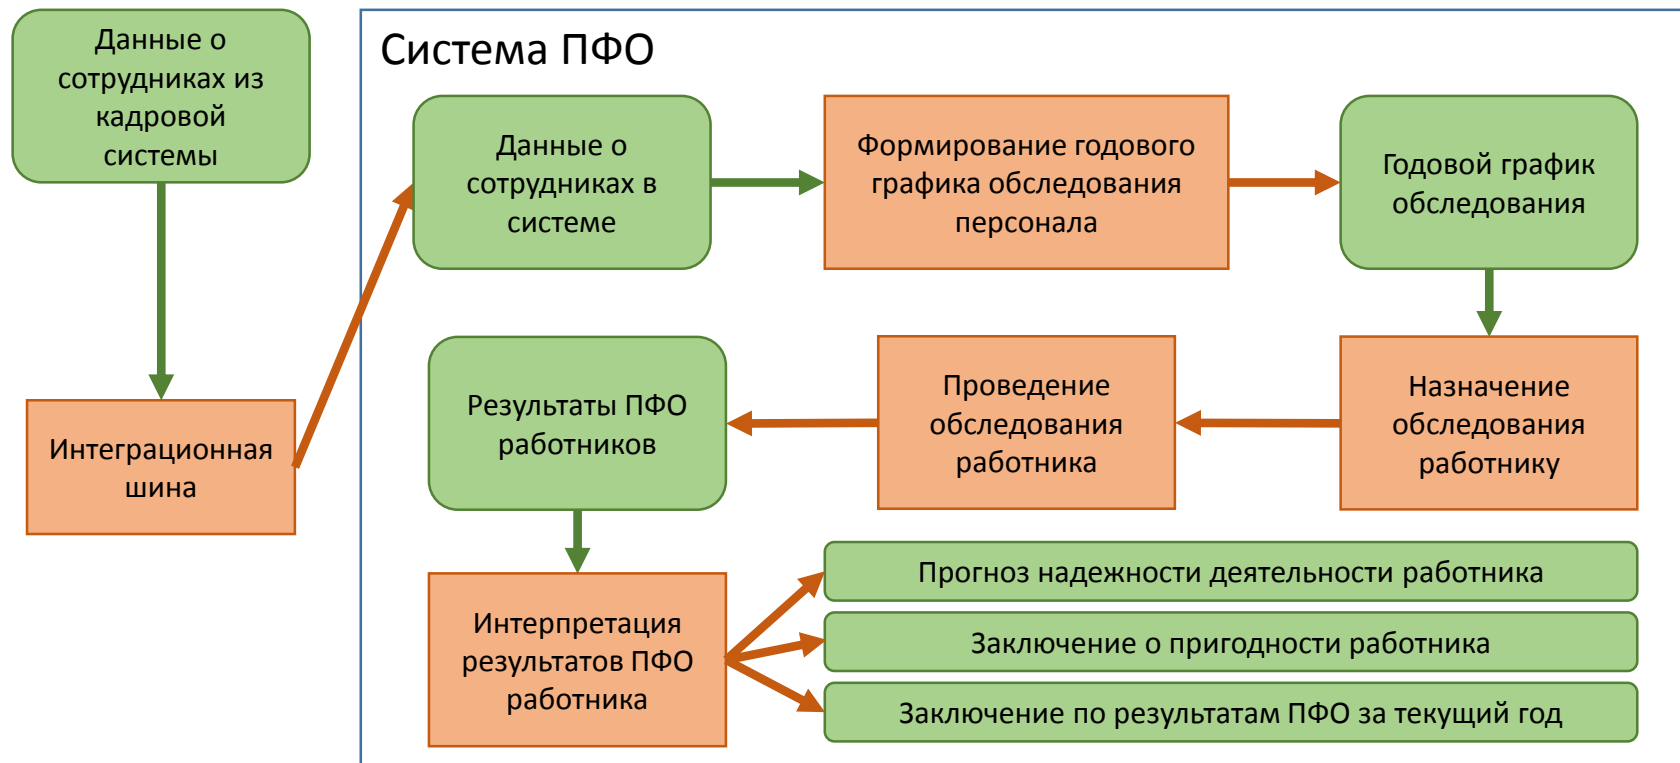 Данные о
сотрудниках из
кадровой
системы
Интеграционная
шина
Система ПФО
Данные о
сотрудниках в
системе
Формирование годового
графика обследования
персонала
Годовой график
обследования
Назначение
обследования
работнику
Проведение
обследования
работника
Результаты ПФО
работников
Интерпретация
результатов ПФО
работника
Прогноз надежности деятельности работника
Заключение о пригодности работника
Заключение по результатам ПФО за текущий год